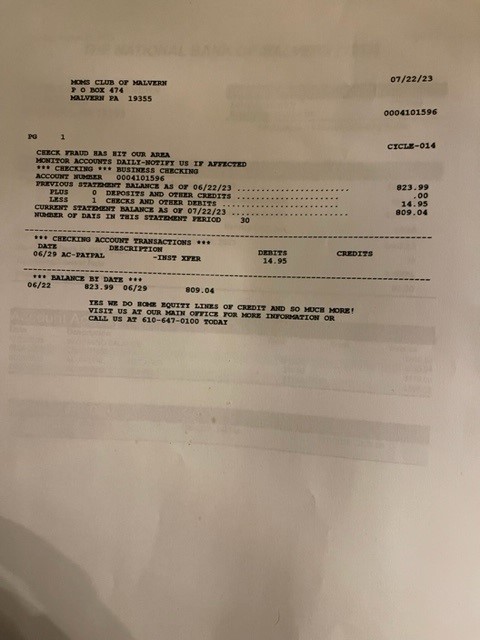 MOMS CLUB OF MALVERN
P O BOX 474
MALVERN PA 19355
07/22/23
0004101596
PG 1
CYCLE-014
CHECK FRAUD HAS HIT OUR AREA
MONITOR ACCOUNTS DAILY-NOTIFY US IF AFFECTED
*** CHECKING *** BUSINESS CHECKING
ACCOUNT NUMBER 0004101596
PREVIOUS STATEMENT BALANCE AS OF 06/22/23 ........................ 823.99
PLUS 0 DEPOSITS AND OTHER CREDITS ........................ .00
LESS 1 CHECKS AND OTHER DEBITS ........................ 14.95
CURRENT STATEMENT BALANCE AS OF 07/22/23 ........................ 809.04
NUMBER OF DAYS IN THIS STATEMENT PERIOD 30
*** CHECKING ACCOUNT TRANSACTIONS ***
DATE DESCRIPTION DEBITS CREDITS
06/29 AC-PAYPAL -INST XFER 14.95
*** BALANCE BY DATE ***
06/22 823.99 06/29 809.04
YES WE DO HOME EQUITY LINES OF CREDIT AND SO MUCH MORE!
VISIT US AT OUR MAIN OFFICE FOR MORE INFORMATION OR
CALL US AT 610-647-0100 TODAY